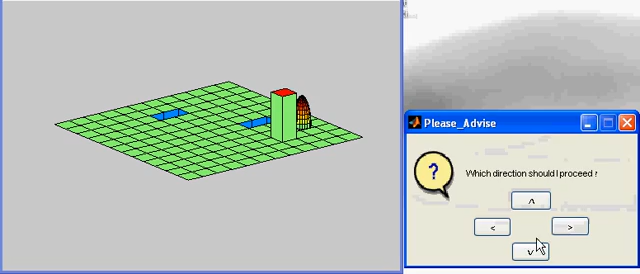 Please_Advise
?
Which direction should I proceed ?
^
< >
v